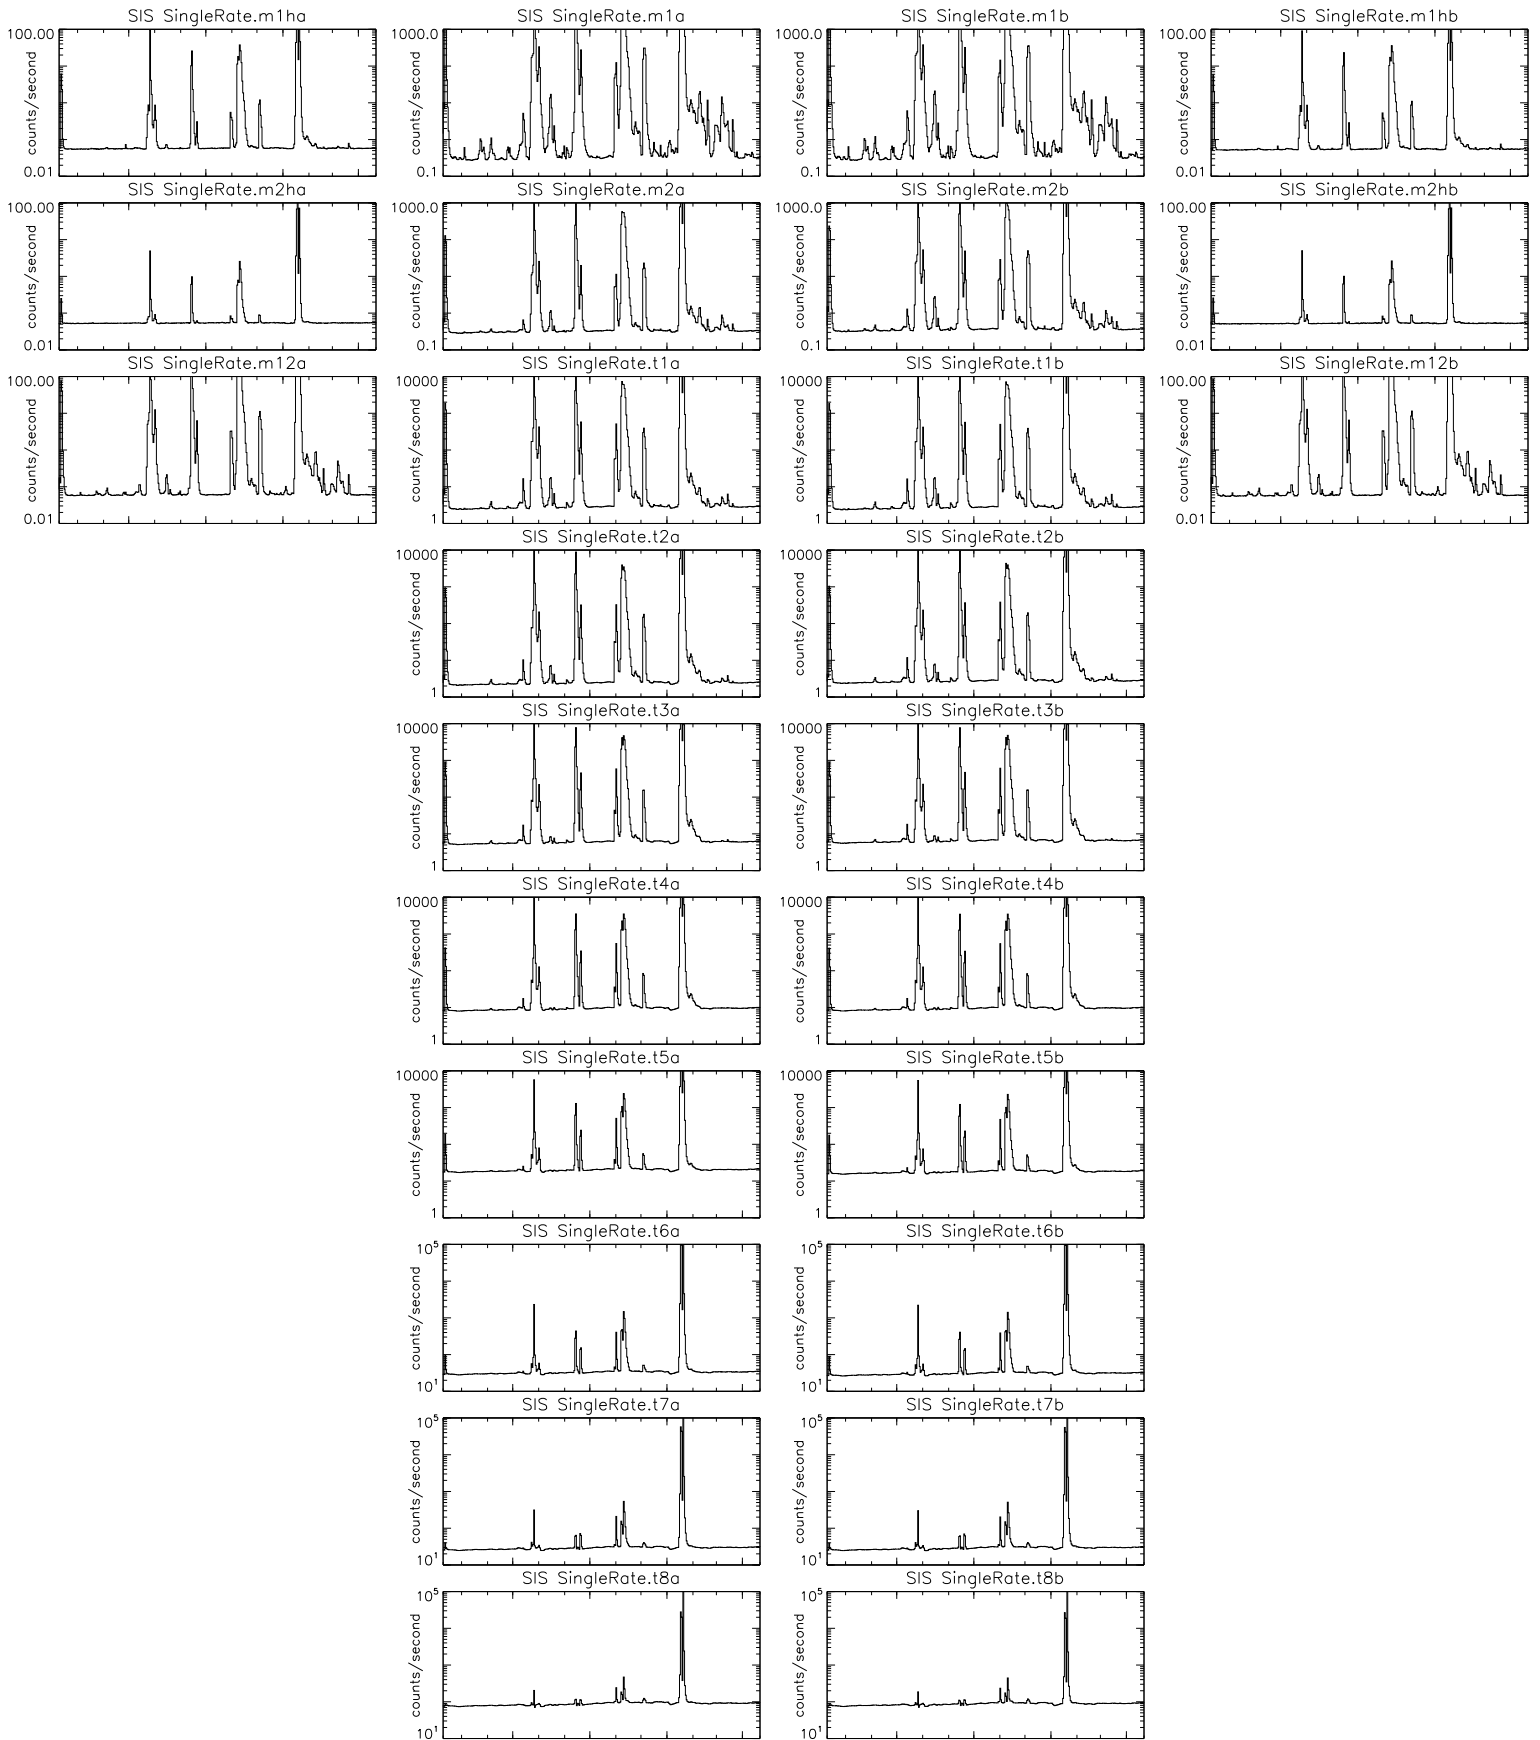 SIS SingleRate.m1ha SIS SingleRate.m1a SIS SingleRate.m1b SIS SingleRate.m1hb
100.00 1000.0 1000.0 100.00
counts/second counts/second counts/second counts/second
0.01 0.1 0.1 0.01
SIS SingleRate.m2ha SIS SingleRate.m2a SIS SingleRate.m2b SIS SingleRate.m2hb
100.00 1000.0 1000.0 100.00
counts/second counts/second counts/second counts/second
0.01 0.1 0.1 0.01
SIS SingleRate.m12a SIS SingleRate.t1a SIS SingleRate.t1b SIS SingleRate.m12b
100.00 10000 10000 100.00
counts/second counts/second counts/second counts/second
0.01 1 1 0.01
SIS SingleRate.t2a SIS SingleRate.t2b
10000 10000
counts/second counts/second
1 1
SIS SingleRate.t3a SIS SingleRate.t3b
10000 10000
counts/second counts/second
1 1
SIS SingleRate.t4a SIS SingleRate.t4b
10000 10000
counts/second counts/second
1 1
SIS SingleRate.t5a SIS SingleRate.t5b
10000 10000
counts/second counts/second
1 1
SIS SingleRate.t6a SIS SingleRate.t6b
10⁵ 10⁵
counts/second counts/second
10¹ 10¹
SIS SingleRate.t7a SIS SingleRate.t7b
10⁵ 10⁵
counts/second counts/second
10¹ 10¹
SIS SingleRate.t8a SIS SingleRate.t8b
10⁵ 10⁵
counts/second counts/second
10¹ 10¹